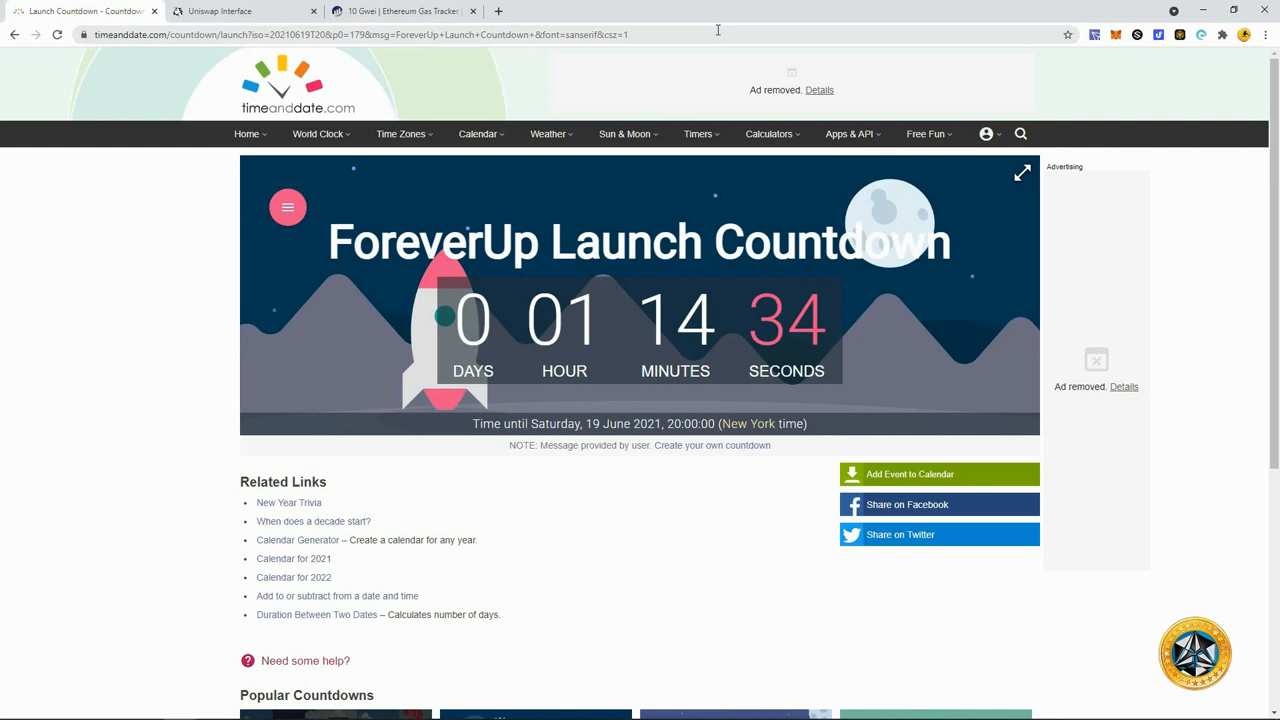 Launch Countdown - Countdow
Uniswap Interface
10 Gwei | Ethereum Gas Tracker |
timeanddate.com/countdown/launch?iso=20210619T20&p0=179&msg=ForeverUp+Launch+Countdown+&font=sanserif&csz=1
timeanddate.com
Ad removed. Details
Home
World Clock
Time Zones
Calendar
Weather
Sun & Moon
Timers
Calculators
Apps & API
Free Fun
Advertising
ForeverUp Launch Countdown
0 01 14 34
DAYS HOUR MINUTES SECONDS
Time until Saturday, 19 June 2021, 20:00:00 (New York time)
NOTE: Message provided by user. Create your own countdown
Ad removed. Details
Add Event to Calendar
Share on Facebook
Share on Twitter
Related Links
New Year Trivia
When does a decade start?
Calendar Generator – Create a calendar for any year.
Calendar for 2021
Calendar for 2022
Add to or subtract from a date and time
Duration Between Two Dates – Calculates number of days.
Need some help?
Popular Countdowns